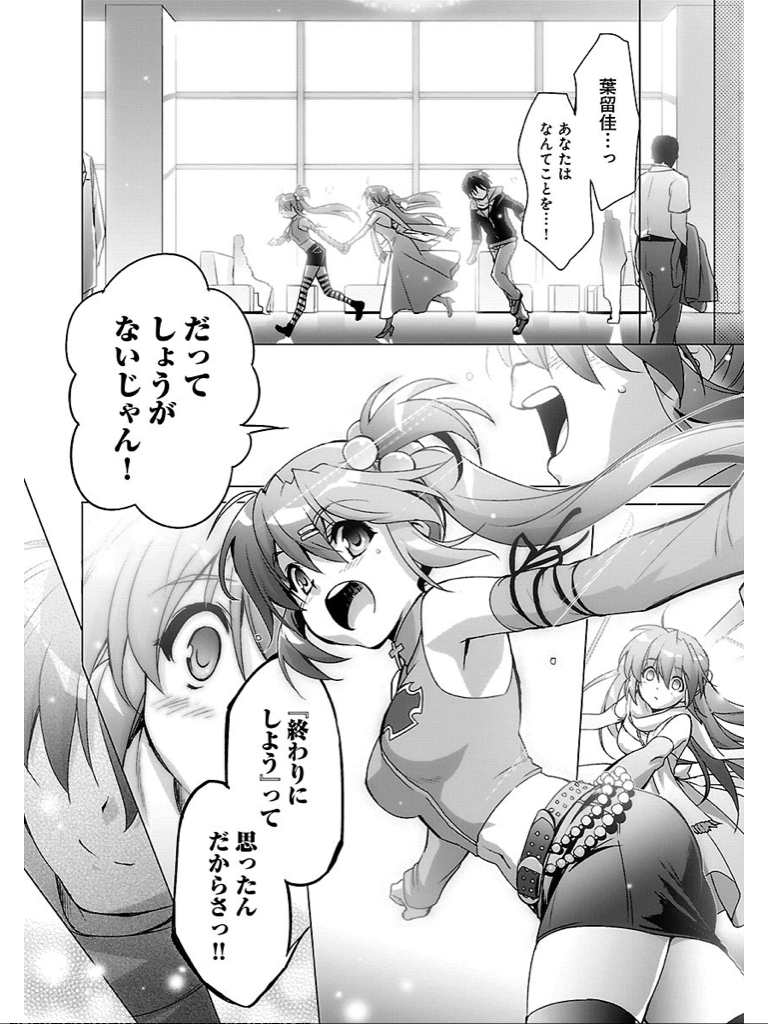 葉留佳…っ
あなたは
なんてことを…！
だって
しょうが
ないじゃん！
『終わりに
しよう』って
思ったん
だからさっ!!